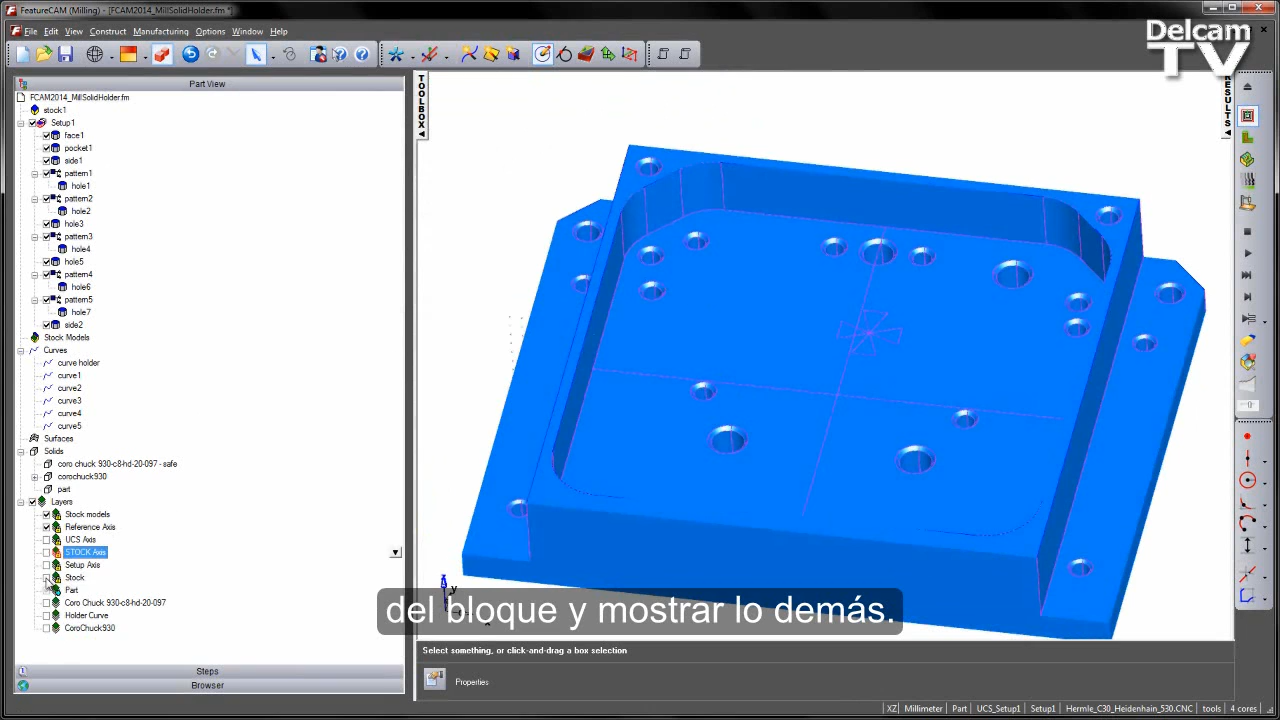 FeatureCAM (Milling) - [FCAM2014_MillSolidHolder.fm *]
File Edit View Construct Manufacturing Options Window Help
Delcam
TV
Part View
FCAM2014_MillSolidHolder.fm
stock1
Setup1
face1
pocket1
side1
pattern1
hole1
pattern2
hole2
hole3
pattern3
hole4
hole5
pattern4
hole6
pattern5
hole7
side2
Stock Models
Curves
curve holder
curve1
curve2
curve3
curve4
curve5
Surfaces
Solids
coro chuck 930-c8-hd-20-097 - safe
corochuck930
part
Layers
Stock models
Reference Axis
UCS Axis
STOCK Axis
Setup Axis
Stock
Part
Coro Chuck 930-c8-hd-20-097
Holder Curve
CoroChuck930
Steps
Browser
TOOLBOX
RESULTS
y
del bloque y mostrar lo demás.
Select something, or click-and-drag a box selection
Properties
XZ Millimeter Part UCS_Setup1 Setup1 Hermle_C30_Heidenhain_530.CNC tools 4 cores